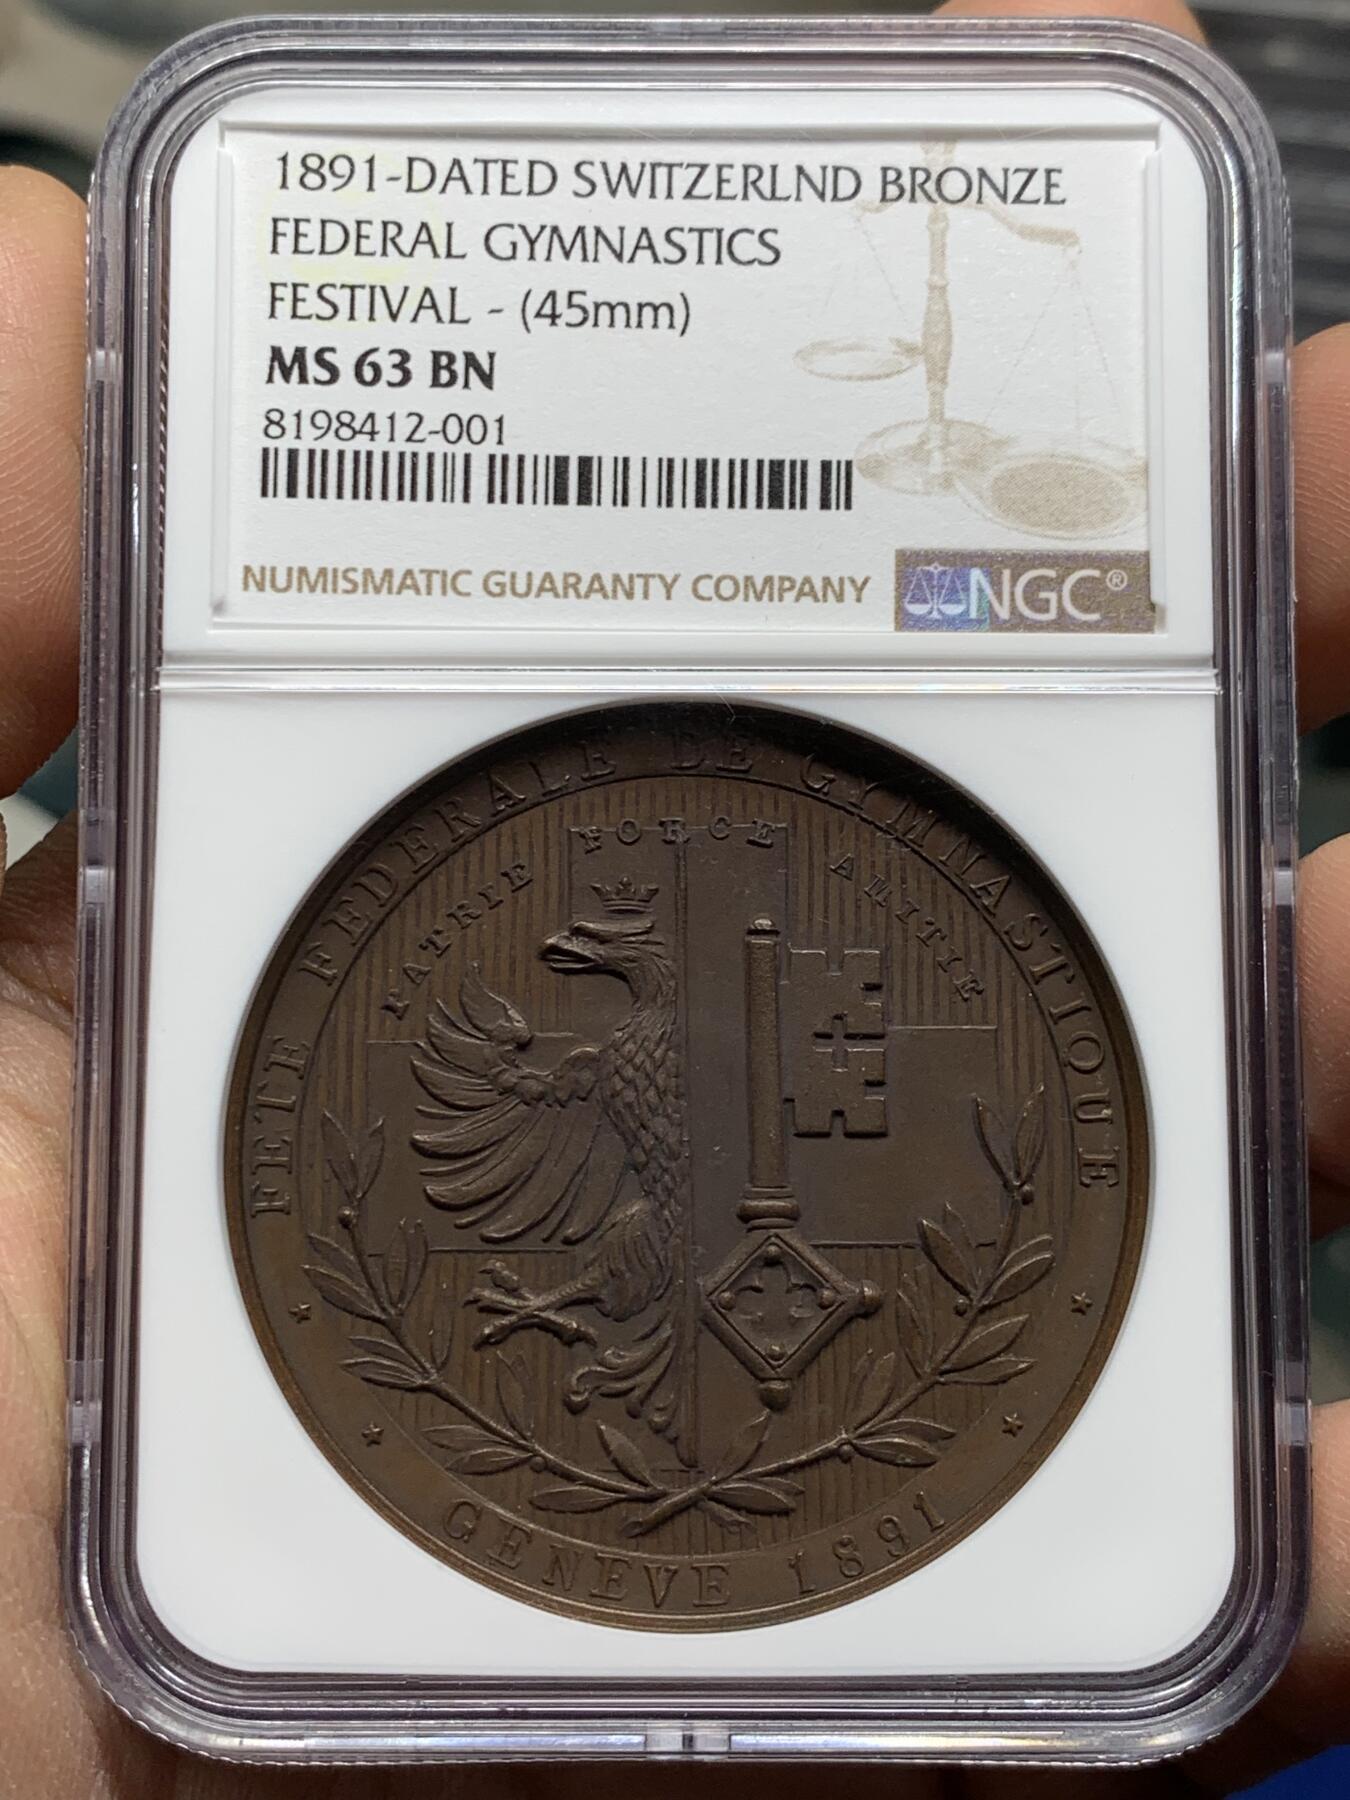 1891-DATED SWITZERLND BRONZE
FEDERAL GYMNASTICS
FESTIVAL - (45mm)
MS 63 BN
8198412-001
NUMISMATIC GUARANTY COMPANY
NGC®
FETE FEDERALE DE GYMNASTIQUE
PATRIE FORCE AMITIE
GENEVE 1891